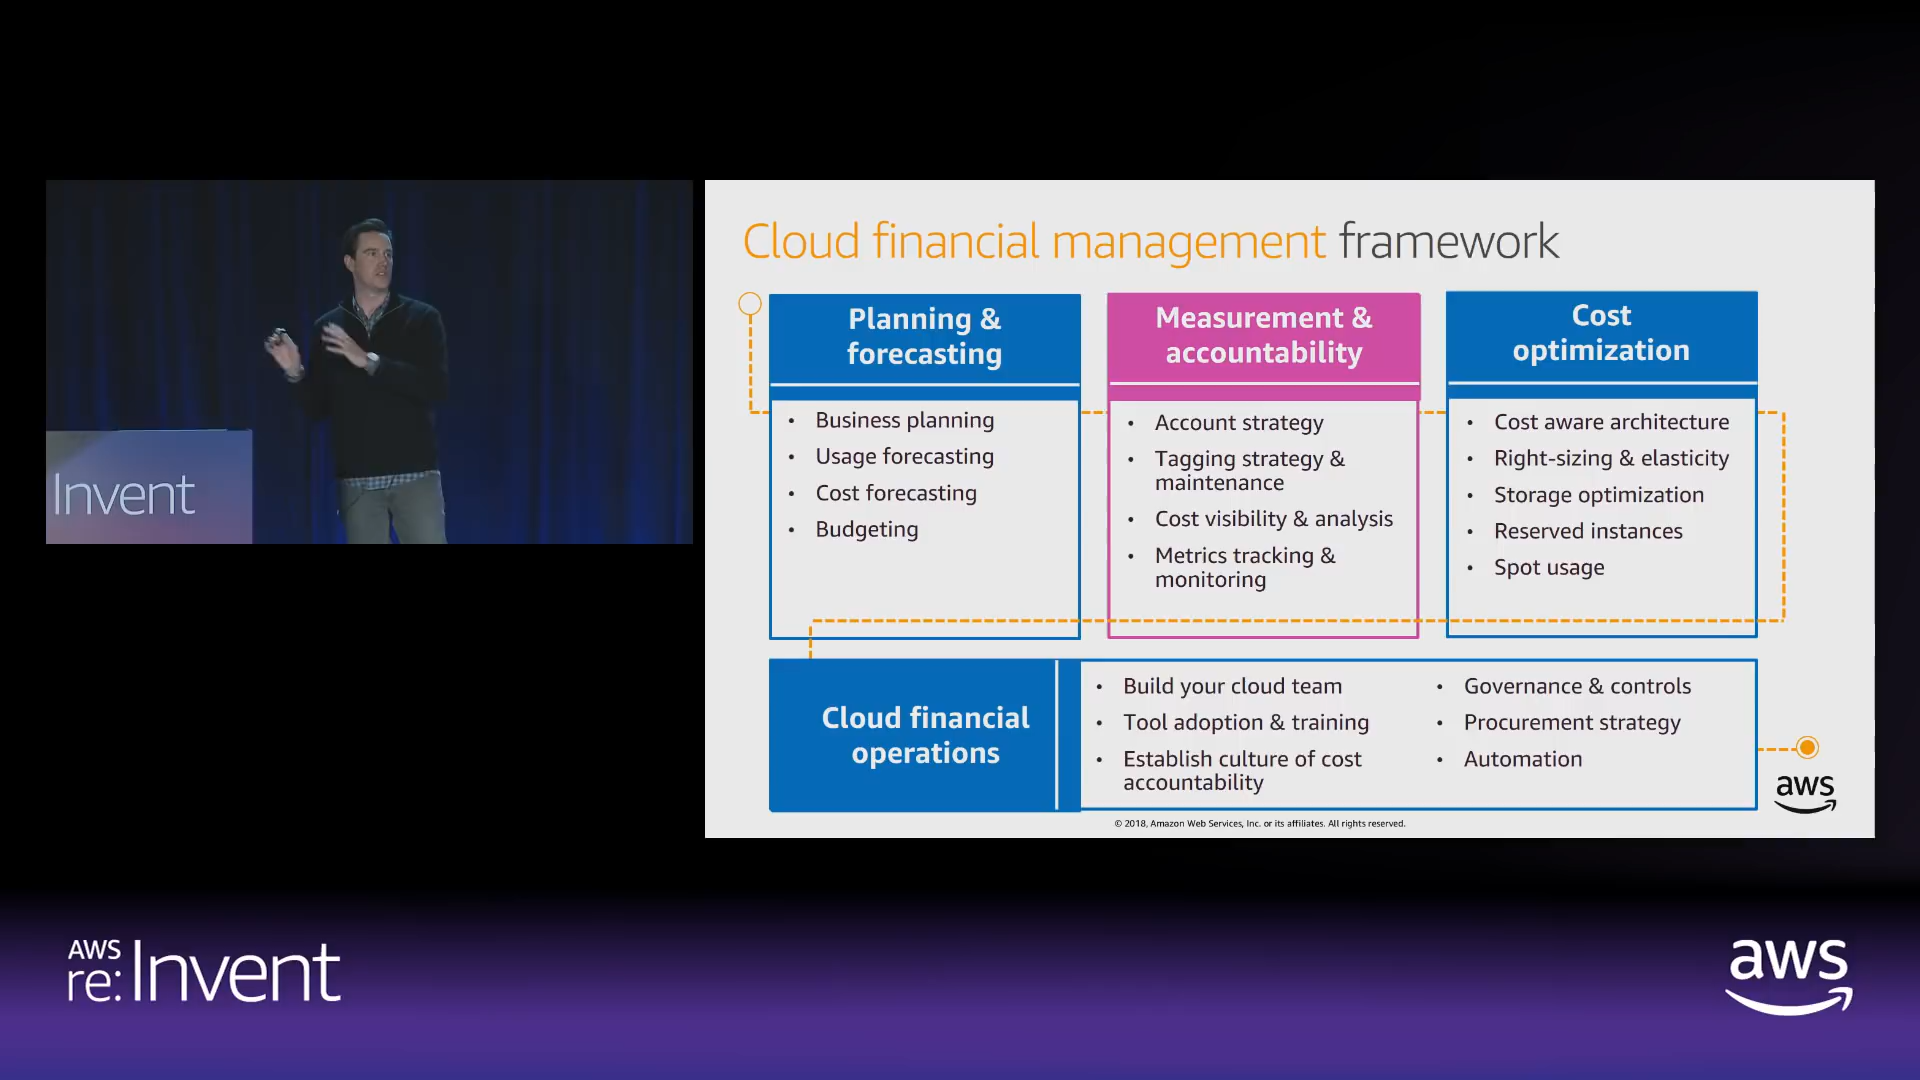 Cloud financial management framework
Planning &
forecasting
• Business planning
• Usage forecasting
• Cost forecasting
• Budgeting
Measurement &
accountability
• Account strategy
• Tagging strategy &
maintenance
• Cost visibility & analysis
• Metrics tracking &
monitoring
Cost
optimization
• Cost aware architecture
• Right-sizing & elasticity
• Storage optimization
• Reserved instances
• Spot usage
Cloud financial
operations
• Build your cloud team
• Tool adoption & training
• Establish culture of cost
accountability
• Governance & controls
• Procurement strategy
• Automation
aws
© 2018, Amazon Web Services, Inc. or its affiliates. All rights reserved.
Invent
AWS
re:Invent
aws